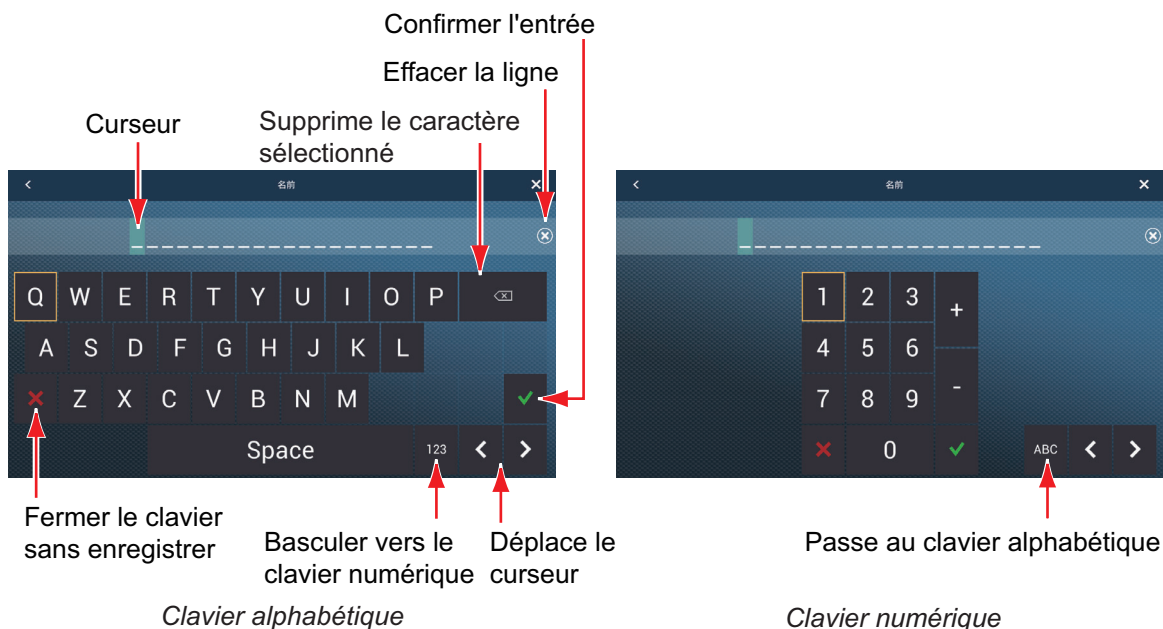 Confirmer l'entrée
Effacer la ligne
Curseur
Supprime le caractère
sélectionné
名前
名前
Q W E R T Y U I O P
A S D F G H J K L
Z X C V B N M
Space 123
1 2 3 +
4 5 6
7 8 9 -
0
ABC
Fermer le clavier
sans enregistrer
Basculer vers le
clavier numérique
Déplace le
curseur
Passe au clavier alphabétique
Clavier alphabétique
Clavier numérique